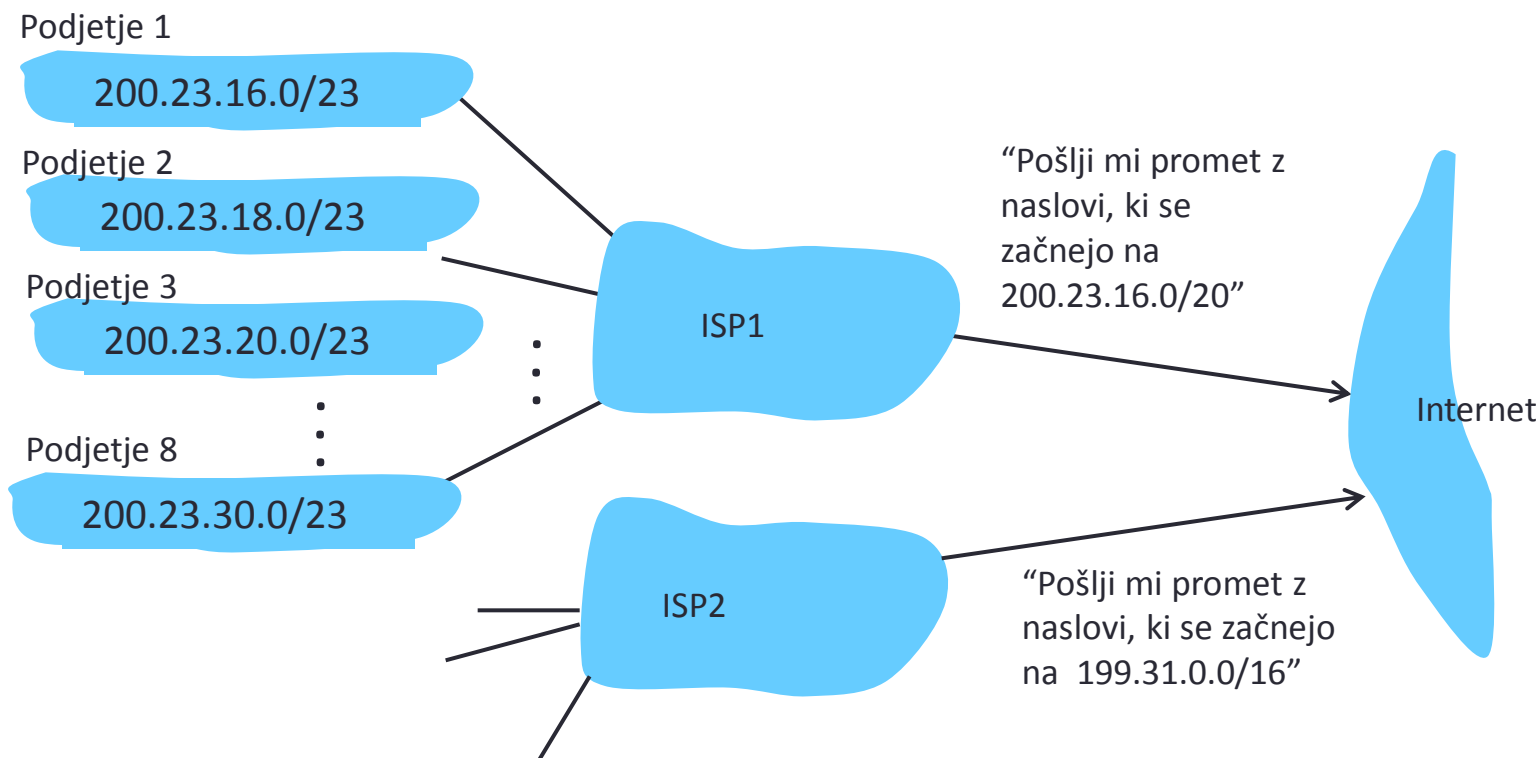 Podjetje 1
200.23.16.0/23
Podjetje 2
200.23.18.0/23
Podjetje 3
200.23.20.0/23
Podjetje 8
200.23.30.0/23
ISP1
“Pošlji mi promet z
naslovi, ki se
začnejo na
200.23.16.0/20”
Internet
ISP2
“Pošlji mi promet z
naslovi, ki se začnejo
na 199.31.0.0/16”